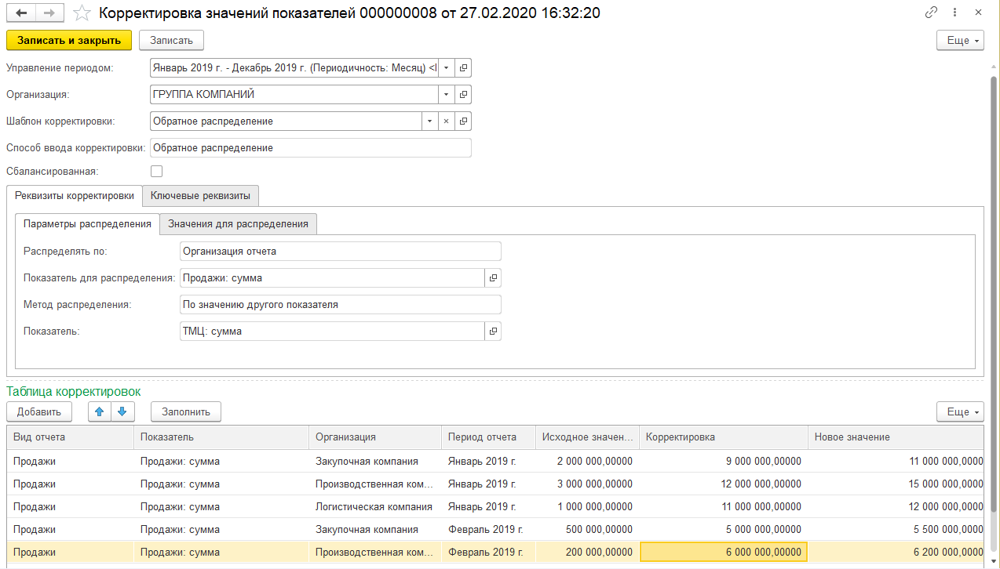 Корректировка значений показателей 000000008 от 27.02.2020 16:32:20
Записать и закрыть Записать Еще
Управление периодом: Январь 2019 г. - Декабрь 2019 г. (Периодичность: Месяц) <I
Организация: ГРУППА КОМПАНИЙ
Шаблон корректировки: Обратное распределение
Способ ввода корректировки: Обратное распределение
Сбалансированная:
Реквизиты корректировки Ключевые реквизиты
Параметры распределения Значения для распределения
Распределять по: Организация отчета
Показатель для распределения: Продажи: сумма
Метод распределения: По значению другого показателя
Показатель: ТМЦ: сумма
Таблица корректировок
Добавить Заполнить Еще
Вид отчета Показатель Организация Период отчета Исходное значен... Корректировка Новое значение
Продажи Продажи: сумма Закупочная компания Январь 2019 г. 2 000 000,00000 9 000 000,00000 11 000 000,0000
Продажи Продажи: сумма Производственная ком... Январь 2019 г. 3 000 000,00000 12 000 000,00000 15 000 000,0000
Продажи Продажи: сумма Логистическая компания Январь 2019 г. 1 000 000,00000 11 000 000,00000 12 000 000,0000
Продажи Продажи: сумма Закупочная компания Февраль 2019 г. 500 000,00000 5 000 000,00000 5 500 000,0000
Продажи Продажи: сумма Производственная ком... Февраль 2019 г. 200 000,00000 6 000 000,00000 6 200 000,0000